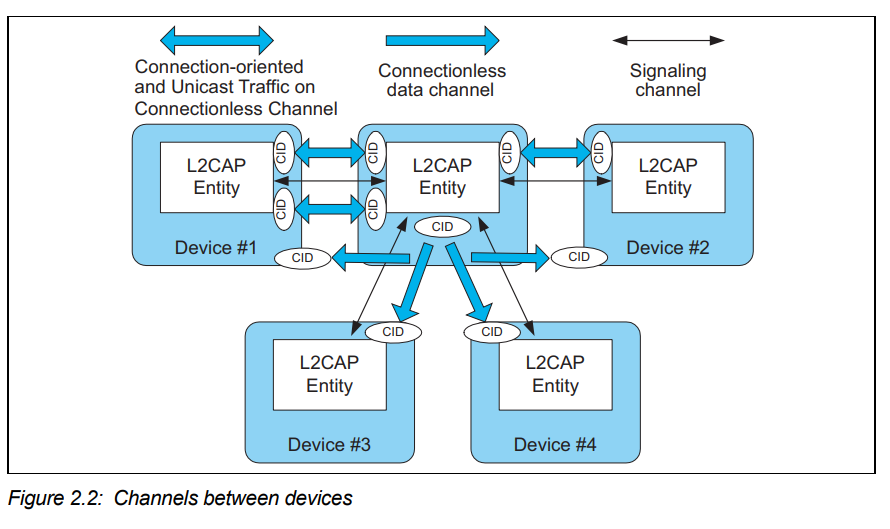 Connection-oriented
and Unicast Traffic on
Connectionless Channel
Connectionless
data channel
Signaling
channel
L2CAP
Entity
CID
CID
L2CAP
Entity
CID
CID
L2CAP
Entity
CID
CID
CID
Device #1
Device #2
CID
CID
CID
CID
L2CAP
Entity
Device #3
L2CAP
Entity
Device #4
Figure 2.2: Channels between devices